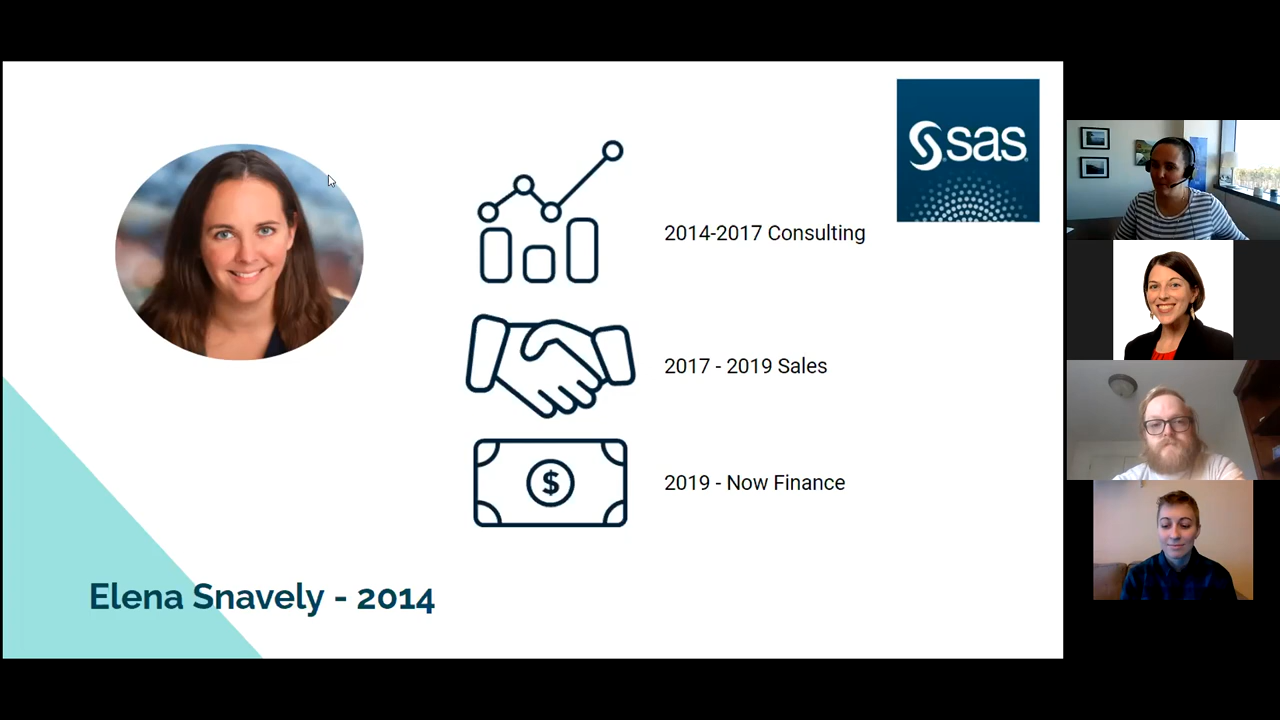 sas
2014-2017 Consulting
2017 - 2019 Sales
$
2019 - Now Finance
Elena Snavely - 2014